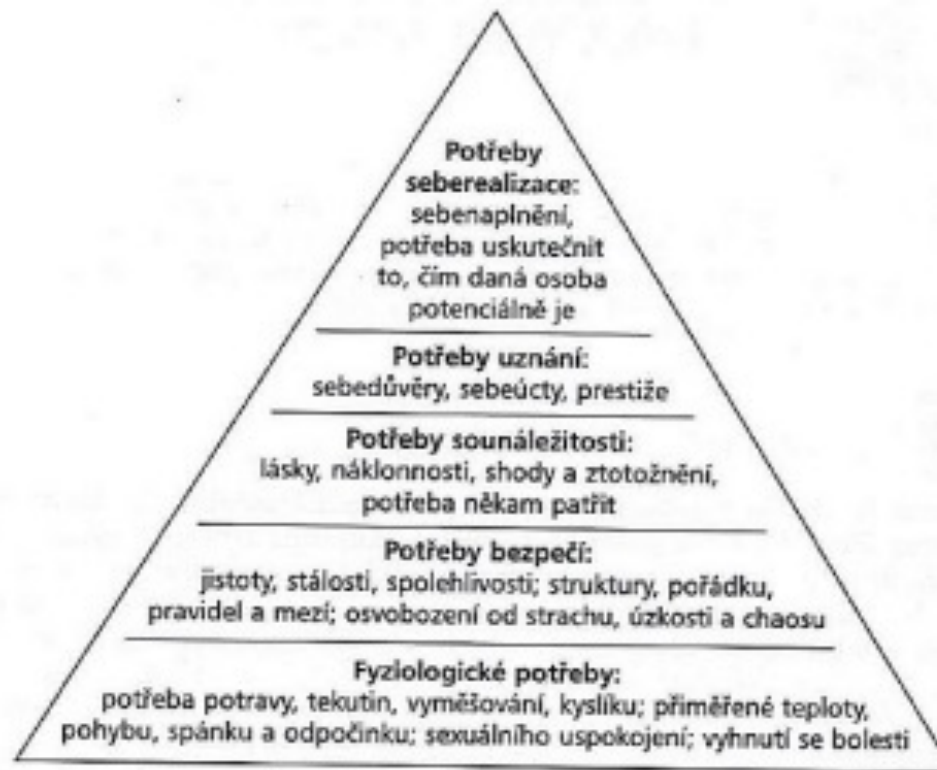 Potřeby
seberealizace:
sebenaplnění,
potřeba uskutečnit
to, čím daná osoba
potenciálně je
Potřeby uznání:
sebedůvěry, sebeúcty, prestiže
Potřeby sounáležitosti:
lásky, náklonnosti, shody a ztotožnění,
potřeba někam patřit
Potřeby bezpečí:
jistoty, stálosti, spolehlivosti; struktury, pořádku,
pravidel a mezí; osvobození od strachu, úzkosti a chaosu
Fyziologické potřeby:
potřeba potravy, tekutin, vyměšování, kyslíku; přiměřené teploty,
pohybu, spánku a odpočinku; sexuálního uspokojení; vyhnutí se bolesti